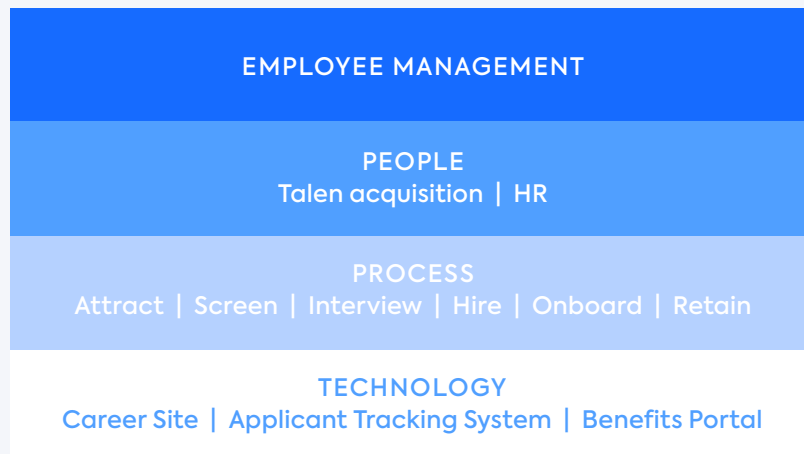 EMPLOYEE MANAGEMENT
PEOPLE
Talen acquisition | HR
PROCESS
Attract | Screen | Interview | Hire | Onboard | Retain
TECHNOLOGY
Career Site | Applicant Tracking System | Benefits Portal